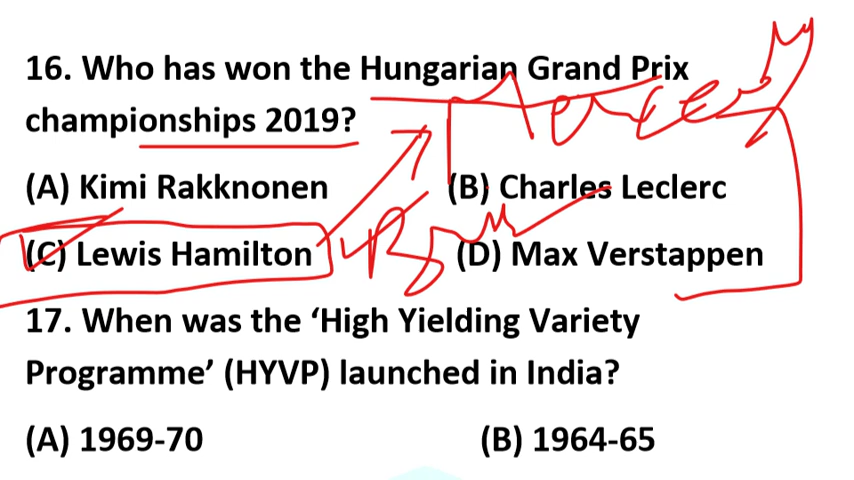 16. Who has won the Hungarian Grand Prix
championships 2019?
(A) Kimi Rakknonen
(B) Charles Leclerc
(C) Lewis Hamilton
(D) Max Verstappen
17. When was the ‘High Yielding Variety
Programme’ (HYVP) launched in India?
(A) 1969-70
(B) 1964-65